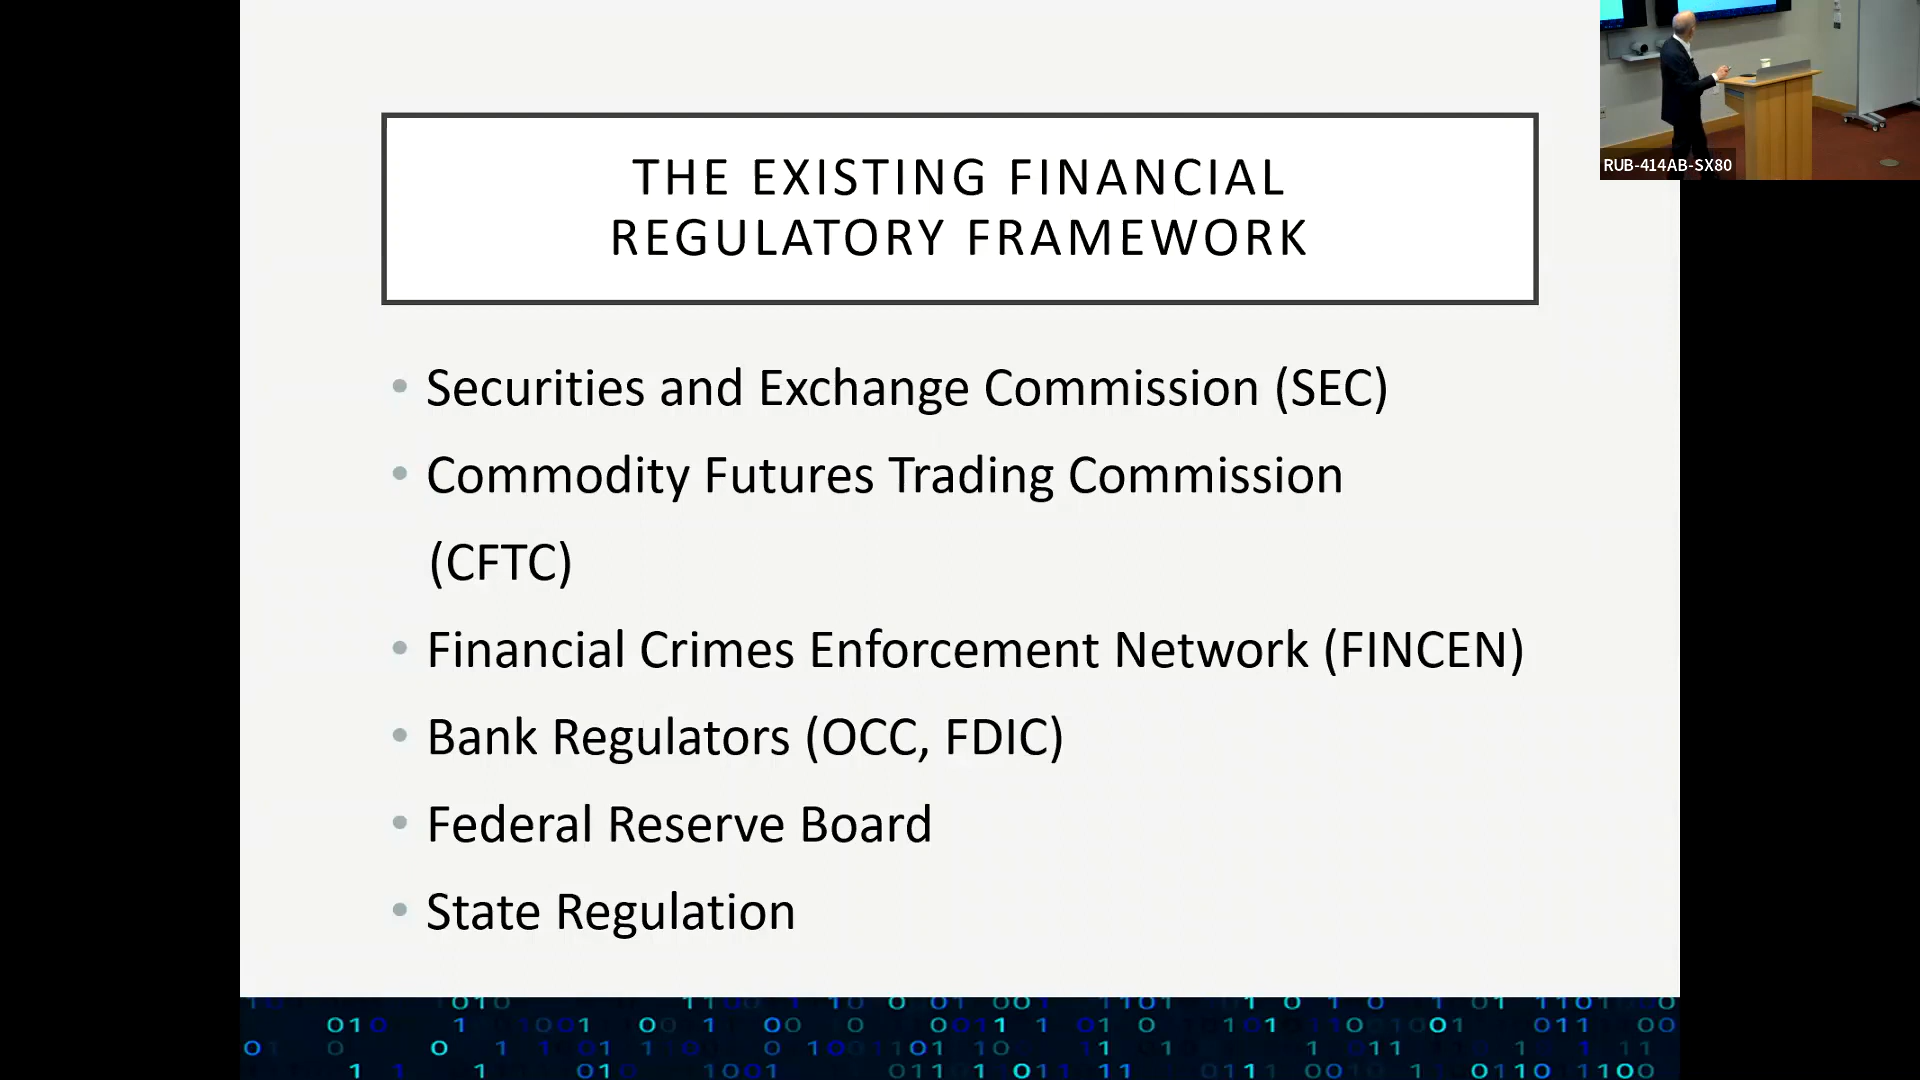 THE EXISTING FINANCIAL
REGULATORY FRAMEWORK
• Securities and Exchange Commission (SEC)
• Commodity Futures Trading Commission
(CFTC)
• Financial Crimes Enforcement Network (FINCEN)
• Bank Regulators (OCC, FDIC)
• Federal Reserve Board
• State Regulation
RUB-414AB-SX80